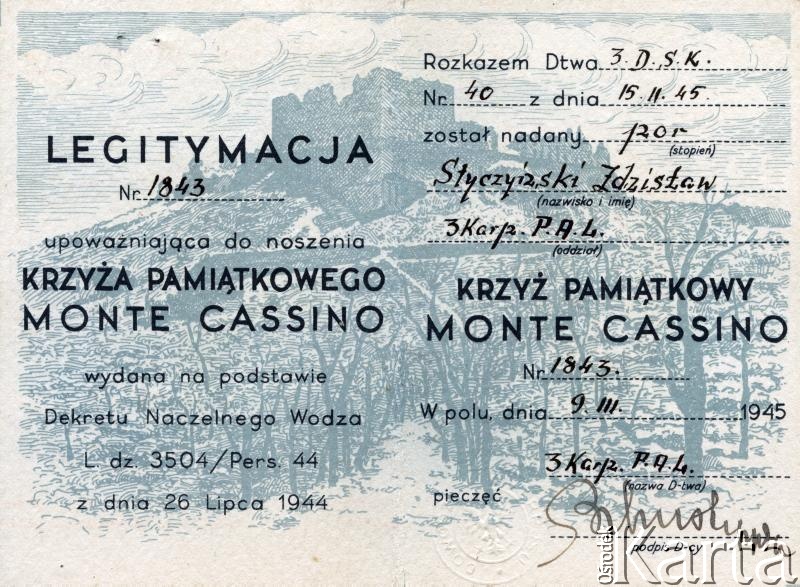 LEGITYMACJA
Nr 1843
upoważniająca do noszenia
KRZYŻA PAMIĄTKOWEGO
MONTE CASSINO
wydana na podstawie
Dekretu Naczelnego Wodza
L. dz. 3504/Pers. 44
z dnia 26 Lipca 1944
Rozkazem Dtwa 3. D.S.K.
Nr. 40 z dnia 15.II.45.
został nadany por
(stopień)
Styczyński Zdzisław
(nazwisko i imię)
3 Karp. P.A.L.
(oddział)
KRZYŻ PAMIĄTKOWY
MONTE CASSINO
Nr 1843.
W polu, dnia 9.III. 1945
3 Karp. P.A.L.
(nazwa D-twa)
pieczęć
podpis D-cy
ośrodek
Karta